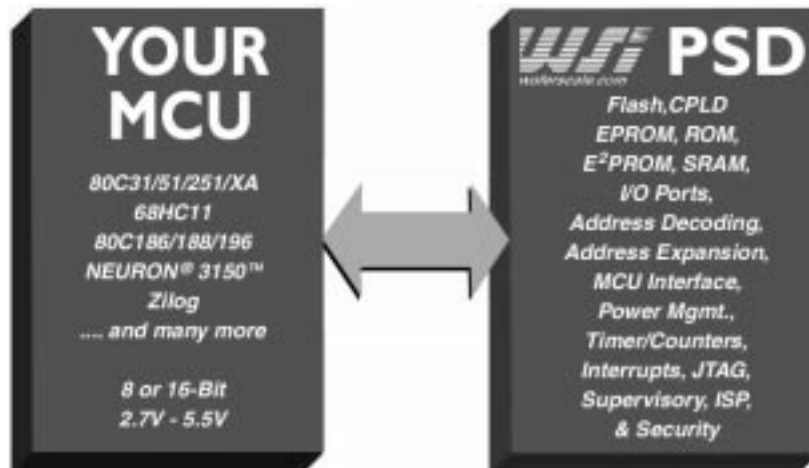 YOUR
MCU
80C31/51/251/XA
68HC11
80C186/188/196
NEURON® 3150™
Zilog
.... and many more
8 or 16-Bit
2.7V - 5.5V
WSi PSD
waferscale.com
Flash,CPLD
EPROM, ROM,
E²PROM, SRAM,
I/O Ports,
Address Decoding,
Address Expansion,
MCU Interface,
Power Mgmt.,
Timer/Counters,
Interrupts, JTAG,
Supervisory, ISP,
& Security